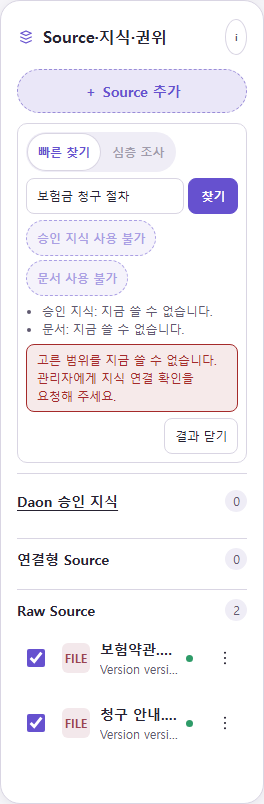 Source·지식·권위
i
+ Source 추가
빠른 찾기 심층 조사
보험금 청구 절차 찾기
승인 지식 사용 불가
문서 사용 불가
• 승인 지식: 지금 쓸 수 없습니다.
• 문서: 지금 쓸 수 없습니다.
고른 범위를 지금 쓸 수 없습니다.
관리자에게 지식 연결 확인을
요청해 주세요.
결과 닫기
Daon 승인 지식 0
연결형 Source 0
Raw Source 2
FILE 보험약관....
Version versi...
FILE 청구 안내....
Version versi...